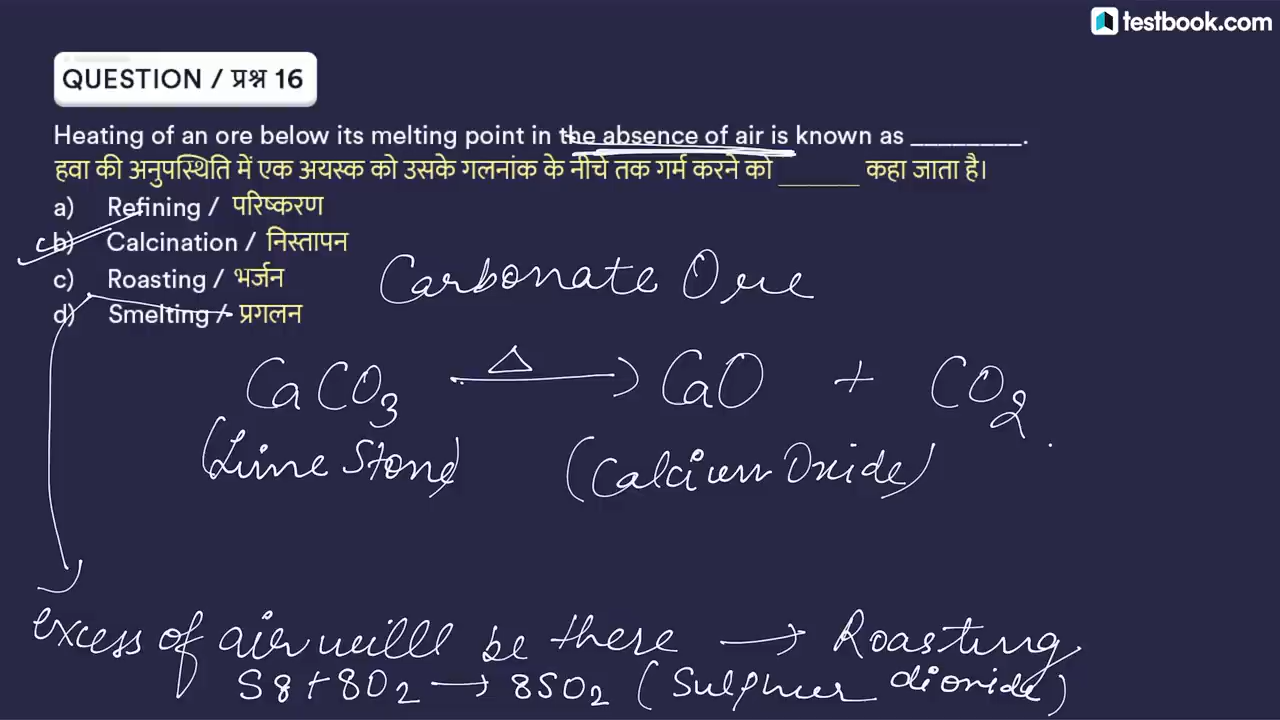 testbook.com
QUESTION / प्रश्न 16
Heating of an ore below its melting point in the absence of air is known as _________.
हवा की अनुपस्थिति में एक अयस्क को उसके गलनांक के नीचे तक गर्म करने को _______ कहा जाता है।
a) Refining / परिष्करण
b) Calcination / निस्तापन
c) Roasting / भर्जन
d) Smelting / प्रगलन
Carbonate Ore
CaCO₃ —Δ→ CaO + CO₂
(Lime Stone) (Calcium Oxide)
excess of air willl be there → Roasting
S8 + 8O₂ → 8SO₂ (Sulphur dioxide)